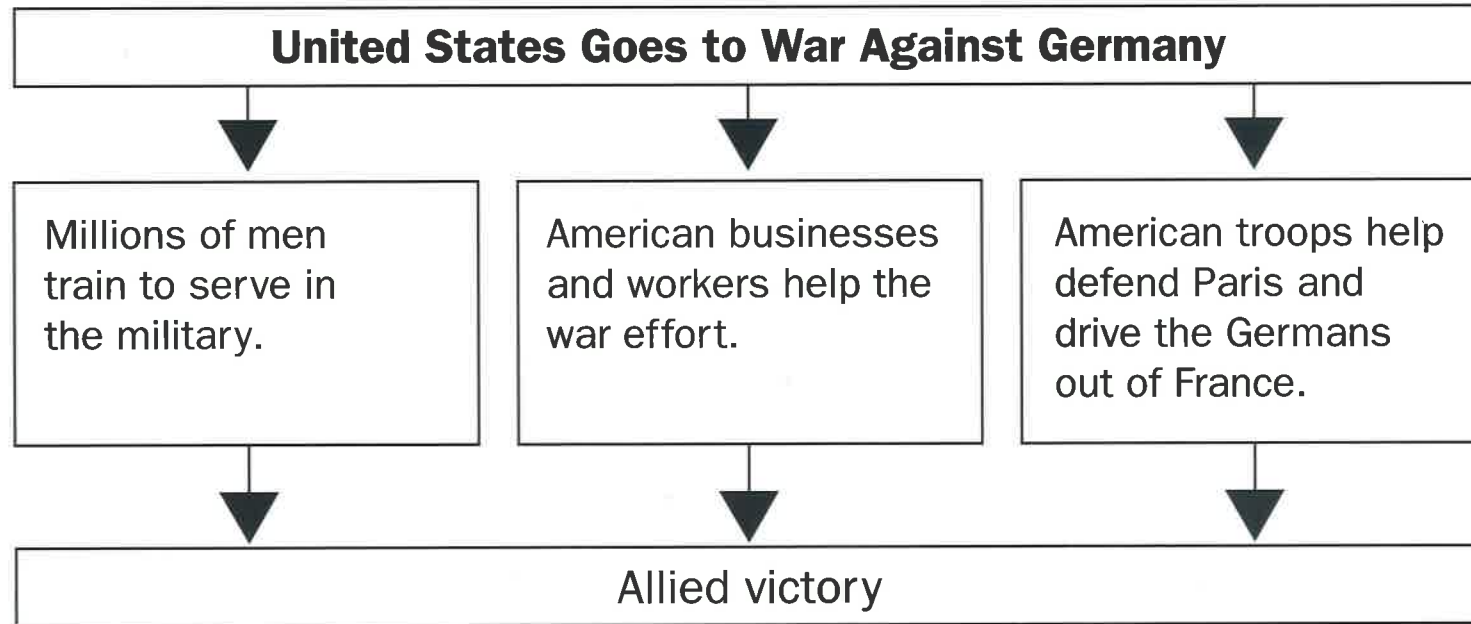 United States Goes to War Against Germany
Millions of men
train to serve in
the military.
American businesses
and workers help the
war effort.
American troops help
defend Paris and
drive the Germans
out of France.
Allied victory